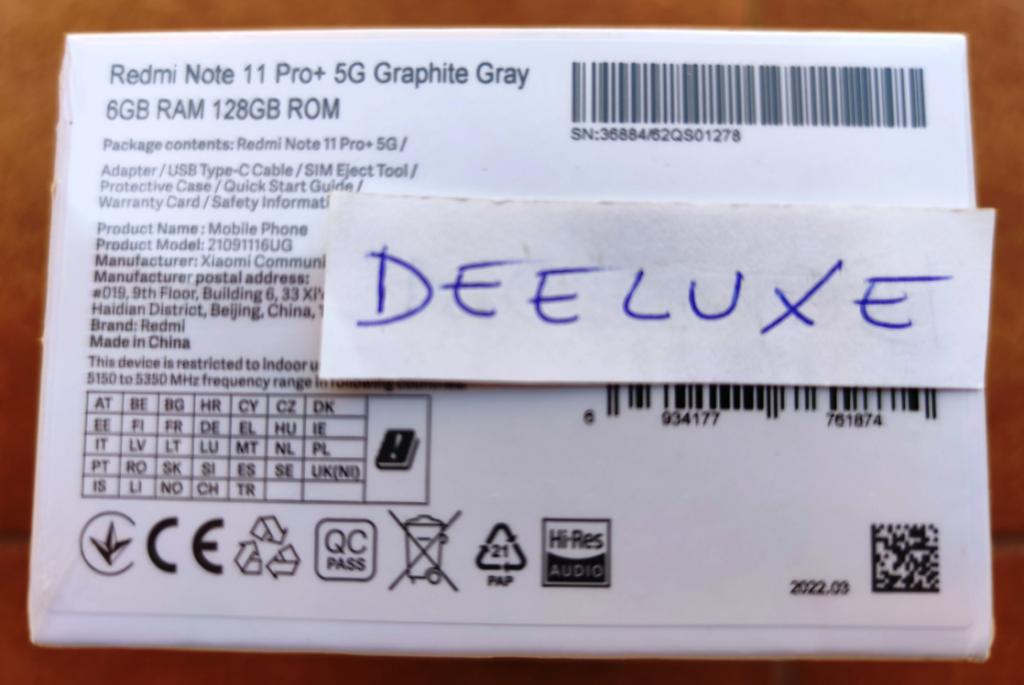 Redmi Note 11 Pro+ 5G Graphite Gray
6GB RAM 128GB ROM
Package contents: Redmi Note 11 Pro+ 5G /
Adapter / USB Type-C Cable / SIM Eject Tool /
Protective Case / Quick Start Guide /
Warranty Card / Safety Informati
Product Name : Mobile Phone
Product Model: 21091116UG
Manufacturer: Xiaomi Communi
Manufacturer postal address:
#019, 9th Floor, Building 6, 33 Xi'
Haidian District, Beijing, China, 1
Brand: Redmi
Made in China
This device is restricted to indoor u
5150 to 5350 MHz frequency range in following
SN:36884/62QS01278
DEELUXE
6 934177 761874
AT BE BG HR CY CZ DK
EE FI FR DE EL HU IE
IT LV LT LU MT NL PL
PT RO SK SI ES SE UK(NI)
IS LI NO CH TR
CE
QC
PASS
21
PAP
Hi-Res
AUDIO
2022.03